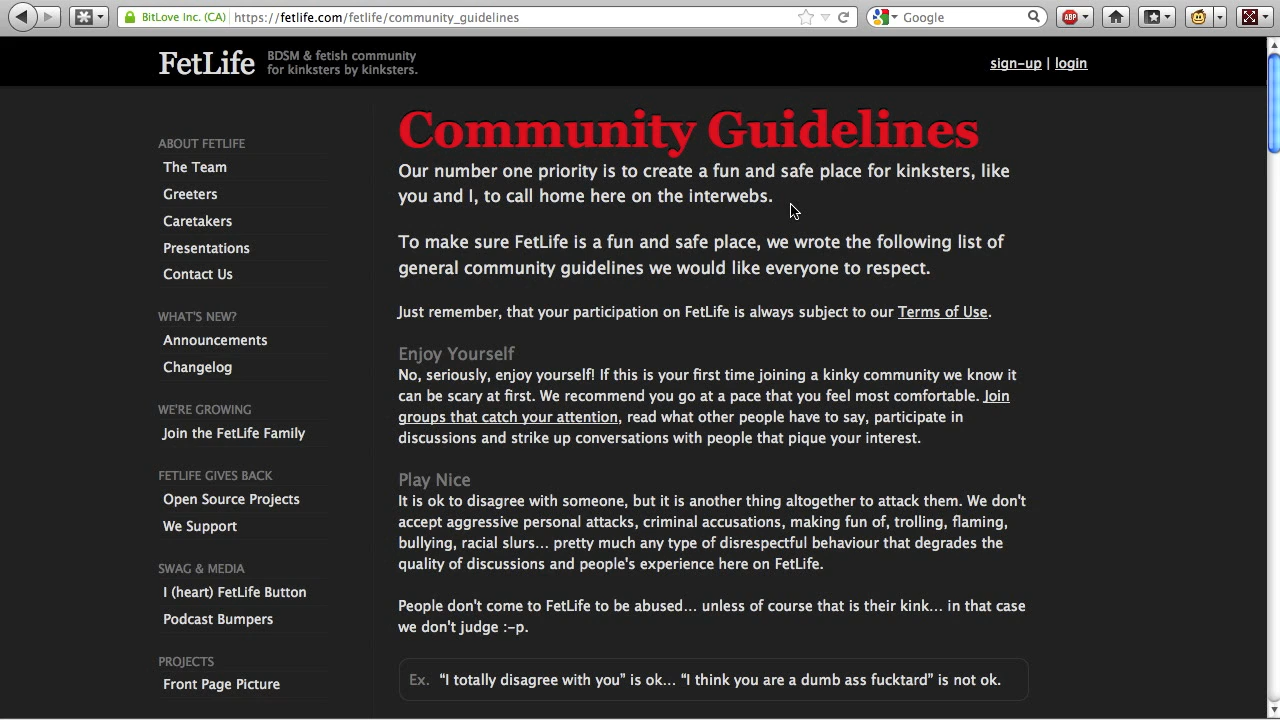 BitLove Inc. (CA)
https://fetlife.com/fetlife/community_guidelines
Google
ABP
FetLife
BDSM & fetish community
for kinksters by kinksters.
sign-up | login
ABOUT FETLIFE
The Team
Greeters
Caretakers
Presentations
Contact Us
WHAT'S NEW?
Announcements
Changelog
WE'RE GROWING
Join the FetLife Family
FETLIFE GIVES BACK
Open Source Projects
We Support
SWAG & MEDIA
I (heart) FetLife Button
Podcast Bumpers
PROJECTS
Front Page Picture
Community Guidelines
Our number one priority is to create a fun and safe place for kinksters, like
you and I, to call home here on the interwebs.
To make sure FetLife is a fun and safe place, we wrote the following list of
general community guidelines we would like everyone to respect.
Just remember, that your participation on FetLife is always subject to our Terms of Use.
Enjoy Yourself
No, seriously, enjoy yourself! If this is your first time joining a kinky community we know it
can be scary at first. We recommend you go at a pace that you feel most comfortable. Join
groups that catch your attention, read what other people have to say, participate in
discussions and strike up conversations with people that pique your interest.
Play Nice
It is ok to disagree with someone, but it is another thing altogether to attack them. We don't
accept aggressive personal attacks, criminal accusations, making fun of, trolling, flaming,
bullying, racial slurs... pretty much any type of disrespectful behaviour that degrades the
quality of discussions and people's experience here on FetLife.
People don't come to FetLife to be abused... unless of course that is their kink... in that case
we don't judge :-p.
Ex. “I totally disagree with you” is ok... “I think you are a dumb ass fucktard” is not ok.